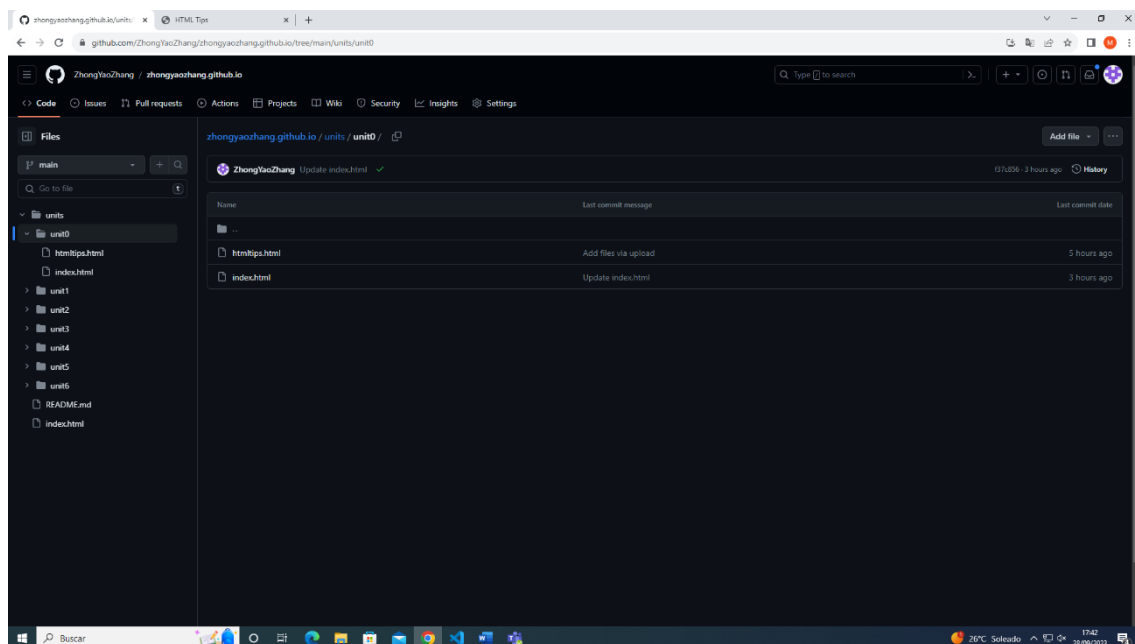 zhongyaozhang.github.io/units/
HTML Tips
github.com/ZhongYaoZhang/zhongyaozhang.github.io/tree/main/units/unit0
M
ZhongYaoZhang / zhongyaozhang.github.io
Type / to search
Code Issues Pull requests Actions Projects Wiki Security Insights Settings
Files
zhongyaozhang.github.io / units / unit0 /
Add file
main
ZhongYaoZhang Update index.html
f37c856 · 3 hours ago History
Go to file t
Name Last commit message Last commit date
units
unit0
..
htmltips.html
htmltips.html Add files via upload 5 hours ago
index.html
index.html Update index.html 3 hours ago
unit1
unit2
unit3
unit4
unit5
unit6
README.md
index.html
Buscar
26°C Soleado
17:42